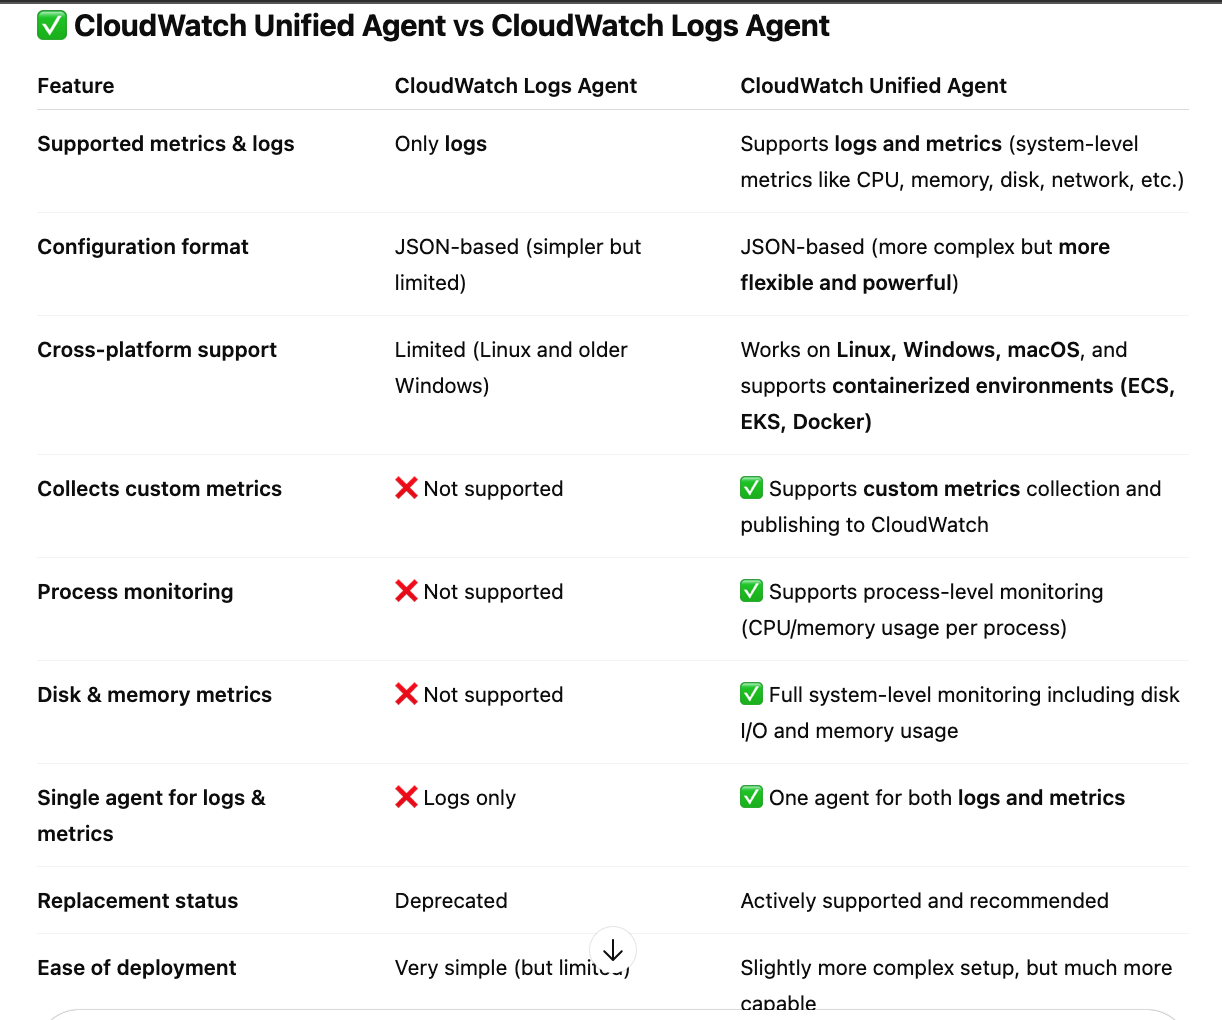 ✅ CloudWatch Unified Agent vs CloudWatch Logs Agent
Feature
CloudWatch Logs Agent
CloudWatch Unified Agent
Supported metrics & logs
Only logs
Supports logs and metrics (system-level
metrics like CPU, memory, disk, network, etc.)
Configuration format
JSON-based (simpler but
limited)
JSON-based (more complex but more
flexible and powerful)
Cross-platform support
Limited (Linux and older
Windows)
Works on Linux, Windows, macOS, and
supports containerized environments (ECS,
EKS, Docker)
Collects custom metrics
❌ Not supported
✅ Supports custom metrics collection and
publishing to CloudWatch
Process monitoring
❌ Not supported
✅ Supports process-level monitoring
(CPU/memory usage per process)
Disk & memory metrics
❌ Not supported
✅ Full system-level monitoring including disk
I/O and memory usage
Single agent for logs &
metrics
❌ Logs only
✅ One agent for both logs and metrics
Replacement status
Deprecated
Actively supported and recommended
Ease of deployment
Very simple (but limited)
Slightly more complex setup, but much more
capable